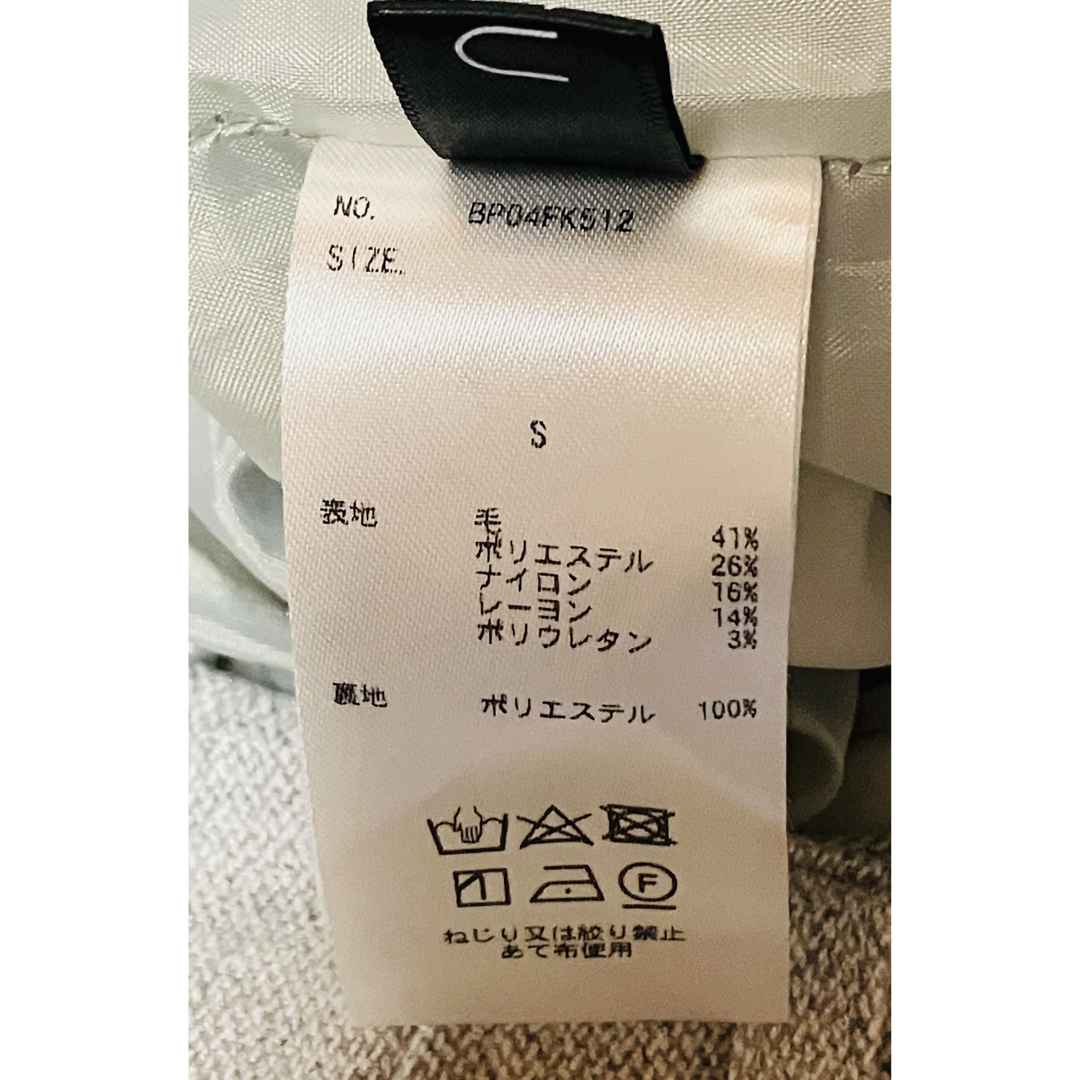 NO. BP04FK512
SIZE
S
表地 毛 41%
ポリエステル 26%
ナイロン 16%
レーヨン 14%
ポリウレタン 3%
裏地 ポリエステル 100%
F
ねじり又は絞り禁止
あて布使用